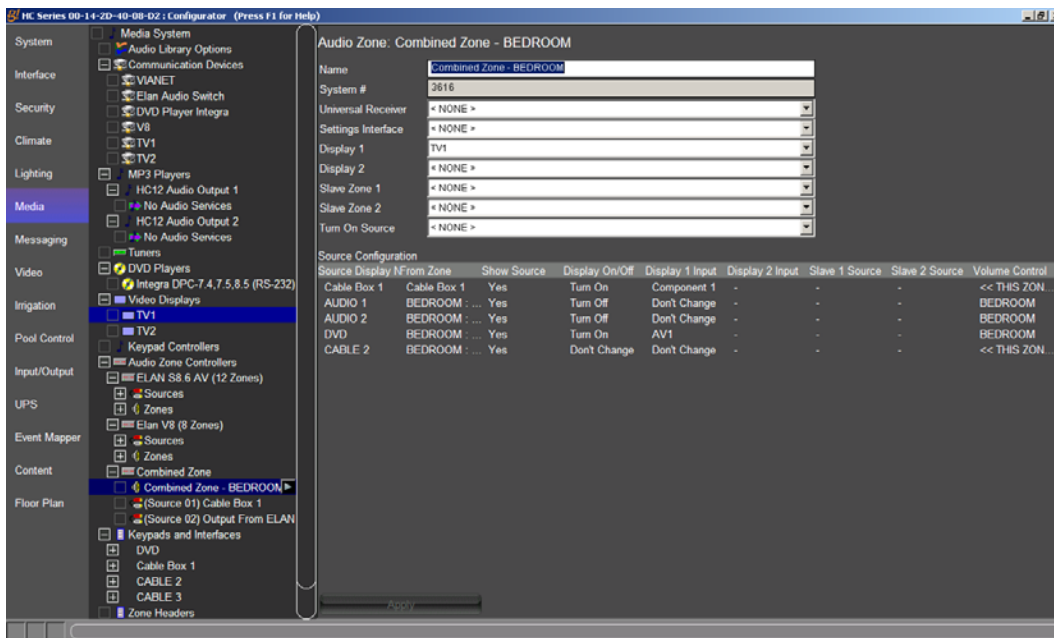 HC Series 00-14-2D-40-08-D2 : Configurator (Press F1 for Help)
System
Interface
Security
Climate
Lighting
Media
Messaging
Video
Irrigation
Pool Control
Input/Output
UPS
Event Mapper
Content
Floor Plan
Media System
Audio Library Options
Communication Devices
VIANET
Elan Audio Switch
DVD Player Integra
V8
TV1
TV2
MP3 Players
HC12 Audio Output 1
No Audio Services
HC12 Audio Output 2
No Audio Services
Tuners
DVD Players
Integra DPC-7.4,7.5,8.5 (RS-232)
Video Displays
TV1
TV2
Keypad Controllers
Audio Zone Controllers
ELAN S8.6 AV (12 Zones)
Sources
Zones
Elan V8 (8 Zones)
Sources
Zones
Combined Zone
Combined Zone - BEDROOM
(Source 01) Cable Box 1
(Source 02) Output From ELAN
Keypads and Interfaces
DVD
Cable Box 1
CABLE 2
CABLE 3
Zone Headers
Audio Zone: Combined Zone - BEDROOM
Name Combined Zone - BEDROOM
System # 3616
Universal Receiver < NONE >
Settings Interface < NONE >
Display 1 TV1
Display 2 < NONE >
Slave Zone 1 < NONE >
Slave Zone 2 < NONE >
Turn On Source < NONE >
Source Configuration
Source Display N From Zone Show Source Display On/Off Display 1 Input Display 2 Input Slave 1 Source Slave 2 Source Volume Control
Cable Box 1 Cable Box 1 Yes Turn On Component 1 - - - << THIS ZON...
AUDIO 1 BEDROOM : ... Yes Turn Off Don't Change - - - BEDROOM
AUDIO 2 BEDROOM : ... Yes Turn Off Don't Change - - - BEDROOM
DVD BEDROOM : ... Yes Turn On AV1 - - - BEDROOM
CABLE 2 BEDROOM : ... Yes Don't Change Don't Change - - - << THIS ZON...
Apply